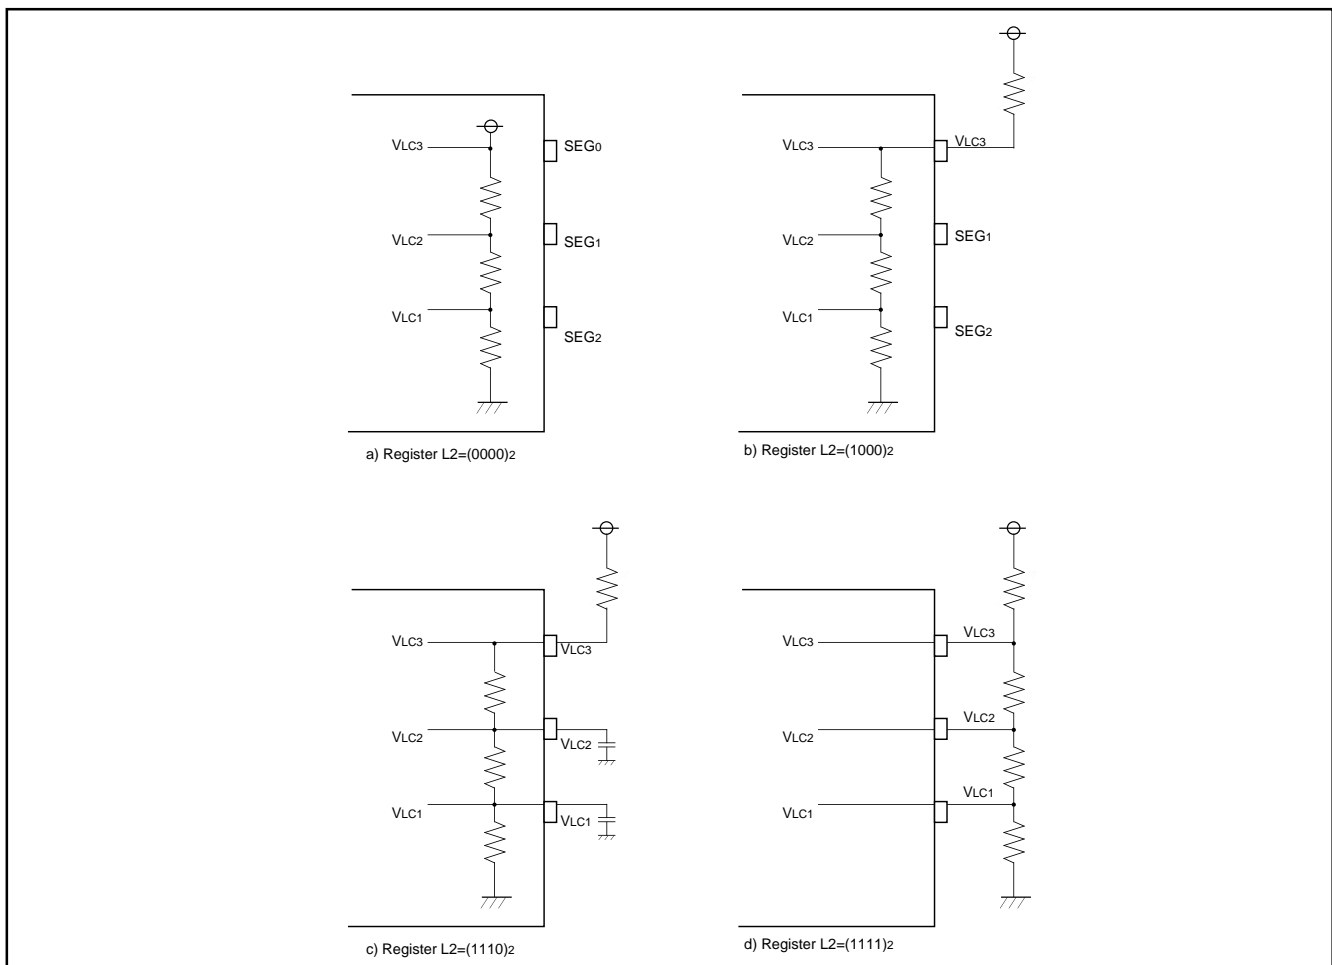 VLC3
SEG0
VLC2
SEG1
VLC1
SEG2
a) Register L2=(0000)2
VLC3
VLC3
VLC2
SEG1
VLC1
SEG2
b) Register L2=(1000)2
VLC3
VLC3
VLC2
VLC2
VLC1
VLC1
c) Register L2=(1110)2
VLC3
VLC3
VLC2
VLC2
VLC1
VLC1
d) Register L2=(1111)2